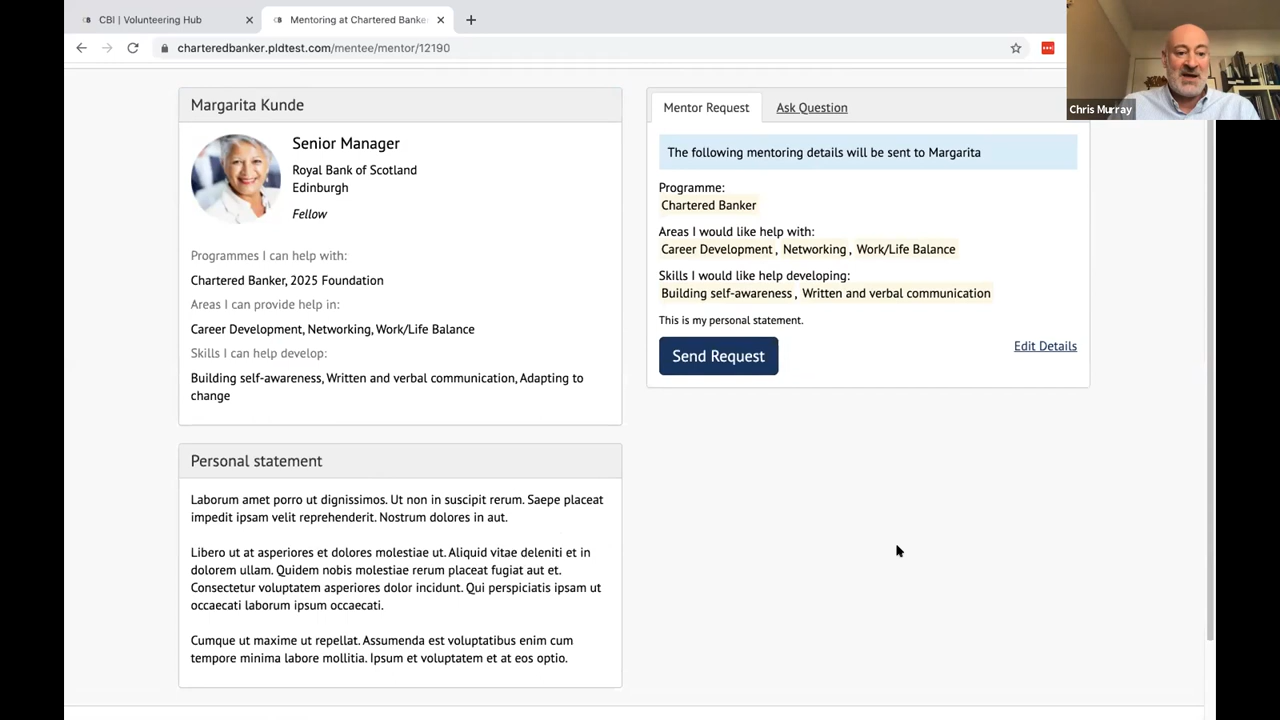 CBI | Volunteering Hub
Mentoring at Chartered Banker
charteredbanker.pldtest.com/mentee/mentor/12190
Chris Murray
Margarita Kunde
Senior Manager
Royal Bank of Scotland
Edinburgh
Fellow
Programmes I can help with:
Chartered Banker, 2025 Foundation
Areas I can provide help in:
Career Development, Networking, Work/Life Balance
Skills I can help develop:
Building self-awareness, Written and verbal communication, Adapting to
change
Personal statement
Laborum amet porro ut dignissimos. Ut non in suscipit rerum. Saepe placeat
impedit ipsam velit reprehenderit. Nostrum dolores in aut.
Libero ut at asperiores et dolores molestiae ut. Aliquid vitae deleniti et in
dolorem ullam. Quidem nobis molestiae rerum placeat fugiat aut et.
Consectetur voluptatem asperiores dolor incidunt. Qui perspiciatis ipsam ut
occaecati laborum ipsum occaecati.
Cumque ut maxime ut repellat. Assumenda est voluptatibus enim cum
tempore minima labore mollitia. Ipsum et voluptatem et at eos optio.
Mentor Request
Ask Question
The following mentoring details will be sent to Margarita
Programme:
Chartered Banker
Areas I would like help with:
Career Development, Networking, Work/Life Balance
Skills I would like help developing:
Building self-awareness, Written and verbal communication
This is my personal statement.
Send Request
Edit Details